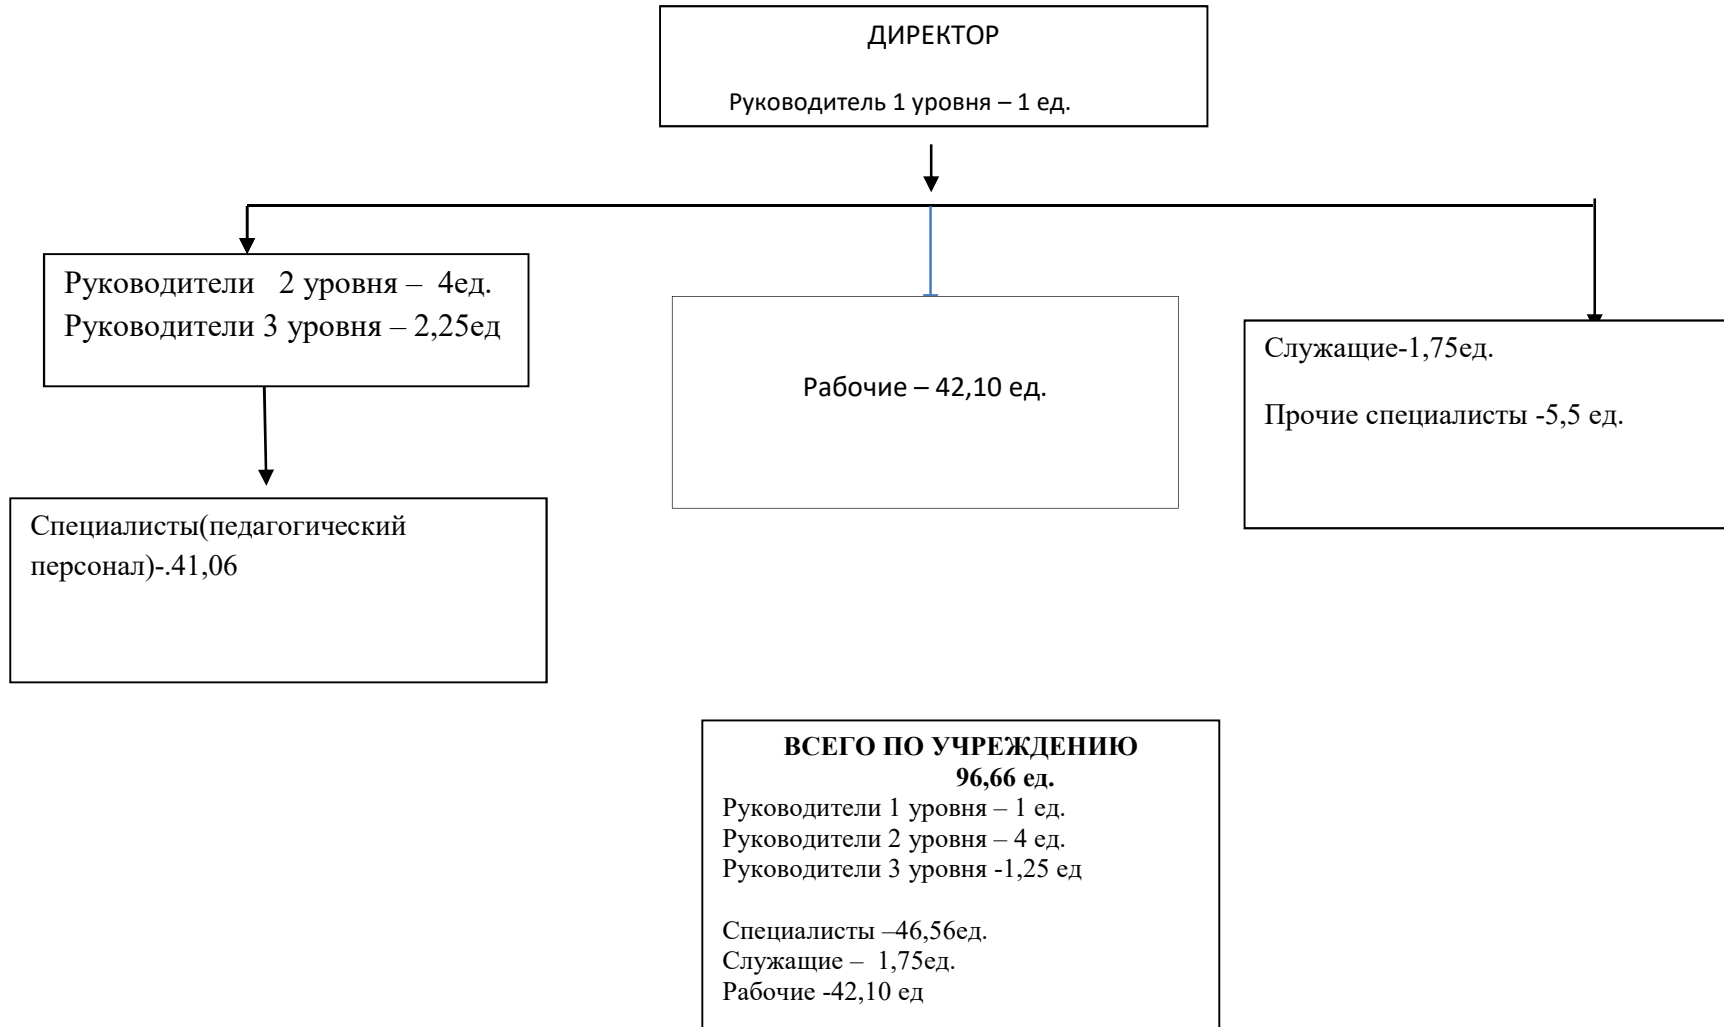 ДИРЕКТОР
Руководитель 1 уровня – 1 ед.
Руководители 2 уровня – 4ед.
Руководители 3 уровня – 2,25ед
Рабочие – 42,10 ед.
Служащие-1,75ед.
Прочие специалисты -5,5 ед.
Специалисты(педагогический
персонал)-.41,06
ВСЕГО ПО УЧРЕЖДЕНИЮ
96,66 ед.
Руководители 1 уровня – 1 ед.
Руководители 2 уровня – 4 ед.
Руководители 3 уровня -1,25 ед
Специалисты –46,56ед.
Служащие – 1,75ед.
Рабочие -42,10 ед